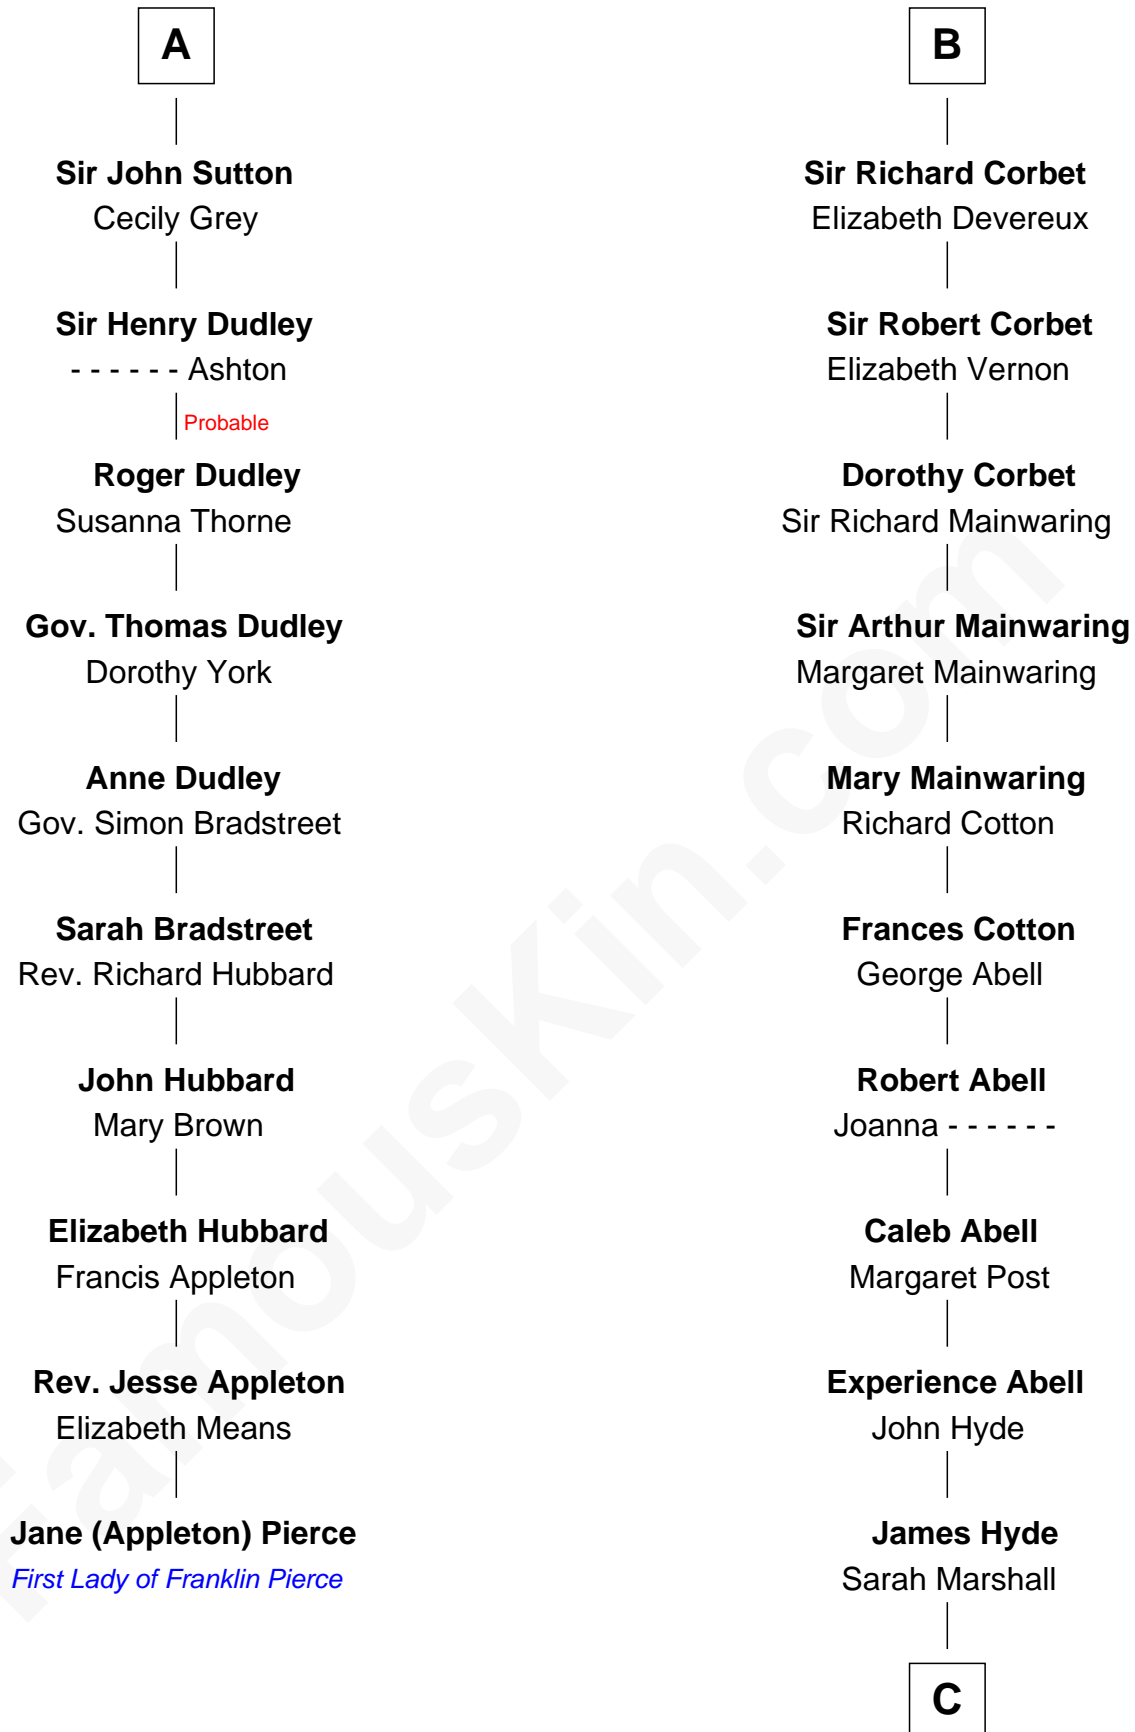 A
Sir John Sutton
Cecily Grey
Sir Henry Dudley
- - - - - - Ashton
Probable
Roger Dudley
Susanna Thorne
Gov. Thomas Dudley
Dorothy York
Anne Dudley
Gov. Simon Bradstreet
Sarah Bradstreet
Rev. Richard Hubbard
John Hubbard
Mary Brown
Elizabeth Hubbard
Francis Appleton
Rev. Jesse Appleton
Elizabeth Means
Jane (Appleton) Pierce
First Lady of Franklin Pierce
B
Sir Richard Corbet
Elizabeth Devereux
Sir Robert Corbet
Elizabeth Vernon
Dorothy Corbet
Sir Richard Mainwaring
Sir Arthur Mainwaring
Margaret Mainwaring
Mary Mainwaring
Richard Cotton
Frances Cotton
George Abell
Robert Abell
Joanna - - - - - -
Caleb Abell
Margaret Post
Experience Abell
John Hyde
James Hyde
Sarah Marshall
C
FamousKin.com